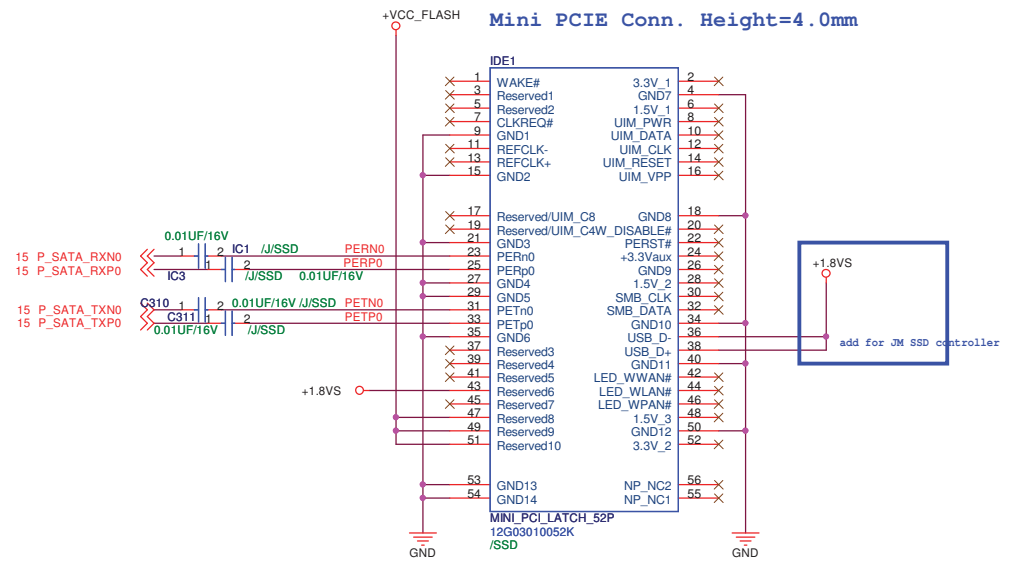 +VCC_FLASH
Mini PCIE Conn. Height=4.0mm
IDE1
1 WAKE# 3.3V_1 2
3 Reserved1 GND7 4
5 Reserved2 1.5V_1 6
7 CLKREQ# UIM_PWR 8
9 GND1 UIM_DATA 10
11 REFCLK- UIM_CLK 12
13 REFCLK+ UIM_RESET 14
15 GND2 UIM_VPP 16
17 Reserved/UIM_C8 GND8 18
19 Reserved/UIM_C4W_DISABLE# 20
21 GND3 PERST# 22
23 PERn0 +3.3Vaux 24
25 PERp0 GND9 26
27 GND4 1.5V_2 28
29 GND5 SMB_CLK 30
31 PETn0 SMB_DATA 32
33 PETp0 GND10 34
35 GND6 USB_D- 36
37 Reserved3 USB_D+ 38
39 Reserved4 GND11 40
41 Reserved5 LED_WWAN# 42
43 Reserved6 LED_WLAN# 44
45 Reserved7 LED_WPAN# 46
47 Reserved8 1.5V_3 48
49 Reserved9 GND12 50
51 Reserved10 3.3V_2 52
53 GND13 NP_NC2 56
54 GND14 NP_NC1 55
MINI_PCI_LATCH_52P
12G03010052K
/SSD
0.01UF/16V
1 2 IC1 /J/SSD PERN0
15 P_SATA_RXN0
15 P_SATA_RXP0
1 2 PERP0
IC3 /J/SSD 0.01UF/16V
C310 1 2 0.01UF/16V /J/SSD PETN0
15 P_SATA_TXN0
15 P_SATA_TXP0
C311 1 2 PETP0
0.01UF/16V /J/SSD
+1.8VS
+1.8VS
add for JM SSD controller
GND
GND